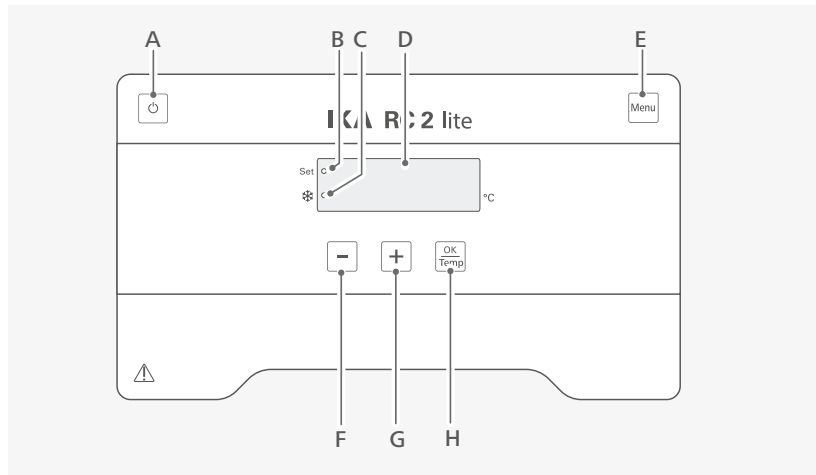 A B C D E
Menu
IKA RC 2 lite
Set
°C
OK
Temp
F G H